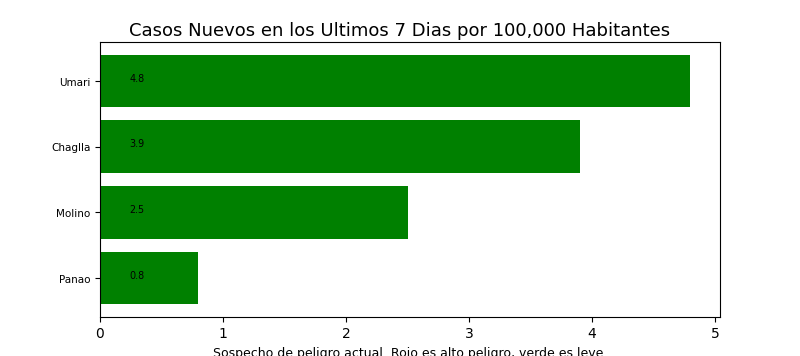 Casos Nuevos en los Ultimos 7 Dias por 100,000 Habitantes
Umari 4.8
Chaglla 3.9
Molino 2.5
Panao 0.8
0 1 2 3 4 5
Sospecho de peligro actual. Rojo es alto peligro, verde es leve